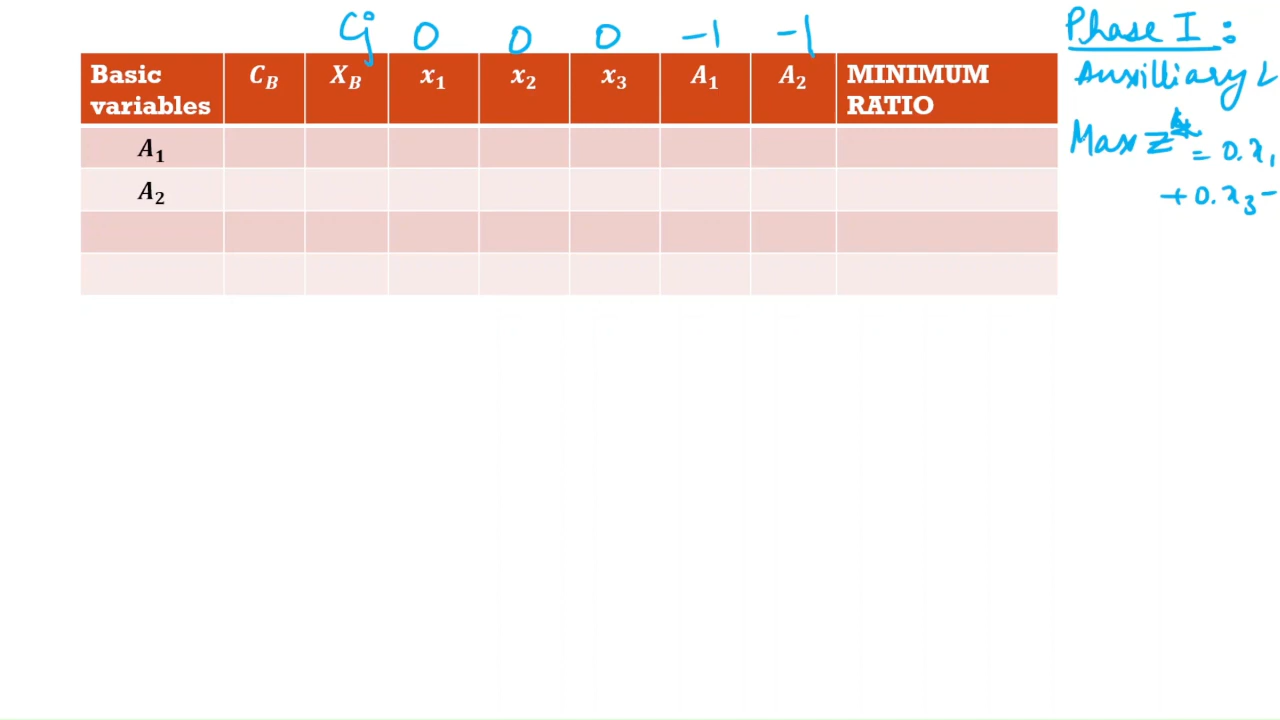 Cj 0 0 0 -1 -1
Basic variables C_B X_B x_1 x_2 x_3 A_1 A_2 MINIMUM RATIO
A_1
A_2
Phase I :
Auxilliary L
Max Z* = 0.x_1
+ 0.x_3 -